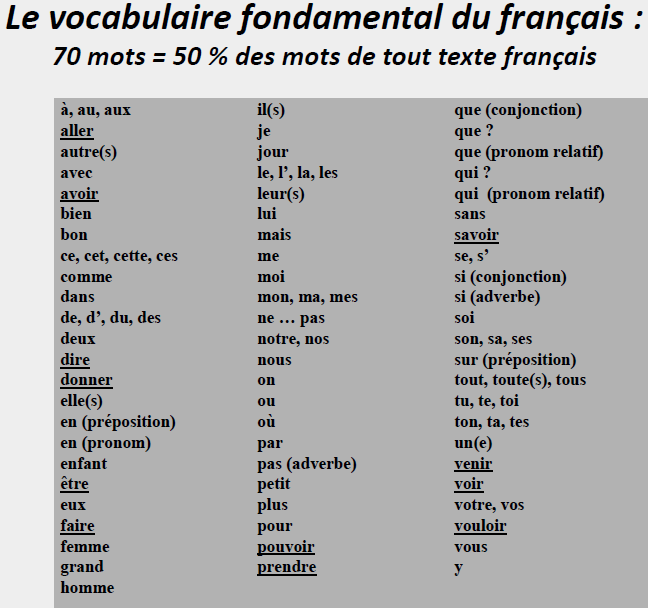 Le vocabulaire fondamental du français :
70 mots = 50 % des mots de tout texte français
à, au, aux
aller
autre(s)
avec
avoir
bien
bon
ce, cet, cette, ces
comme
dans
de, d’, du, des
deux
dire
donner
elle(s)
en (préposition)
en (pronom)
enfant
être
eux
faire
femme
grand
homme
il(s)
je
jour
le, l’, la, les
leur(s)
lui
mais
me
moi
mon, ma, mes
ne … pas
notre, nos
nous
on
ou
où
par
pas (adverbe)
petit
plus
pour
pouvoir
prendre
que (conjonction)
que ?
que (pronom relatif)
qui ?
qui (pronom relatif)
sans
savoir
se, s’
si (conjonction)
si (adverbe)
soi
son, sa, ses
sur (préposition)
tout, toute(s), tous
tu, te, toi
ton, ta, tes
un(e)
venir
voir
votre, vos
vouloir
vous
y